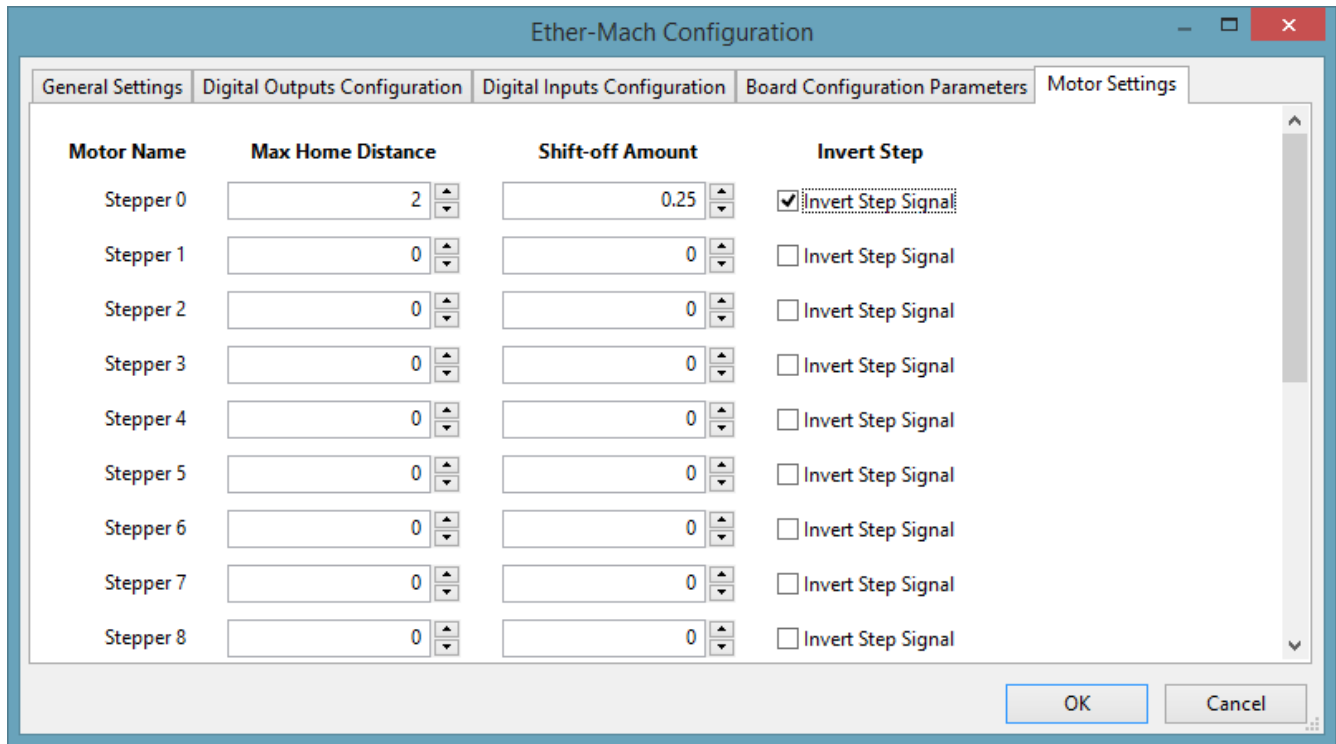 Ether-Mach Configuration
General Settings Digital Outputs Configuration Digital Inputs Configuration Board Configuration Parameters Motor Settings
Motor Name Max Home Distance Shift-off Amount Invert Step
Stepper 0 2 0.25 Invert Step Signal
Stepper 1 0 0 Invert Step Signal
Stepper 2 0 0 Invert Step Signal
Stepper 3 0 0 Invert Step Signal
Stepper 4 0 0 Invert Step Signal
Stepper 5 0 0 Invert Step Signal
Stepper 6 0 0 Invert Step Signal
Stepper 7 0 0 Invert Step Signal
Stepper 8 0 0 Invert Step Signal
OK Cancel